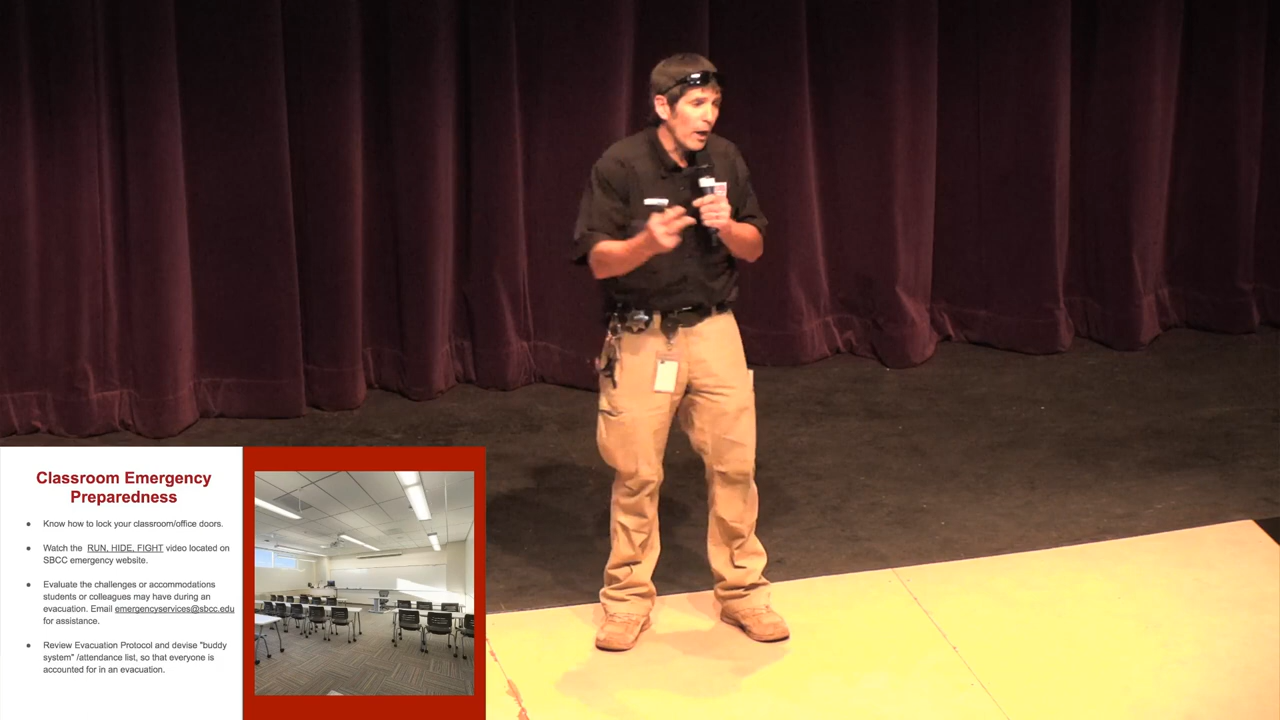 Classroom Emergency
Preparedness
● Know how to lock your classroom/office doors.
● Watch the RUN, HIDE, FIGHT video located on
SBCC emergency website.
● Evaluate the challenges or accommodations
students or colleagues may have during an
evacuation. Email emergencyservices@sbcc.edu
for assistance.
● Review Evacuation Protocol and devise "buddy
system" /attendance list, so that everyone is
accounted for in an evacuation.